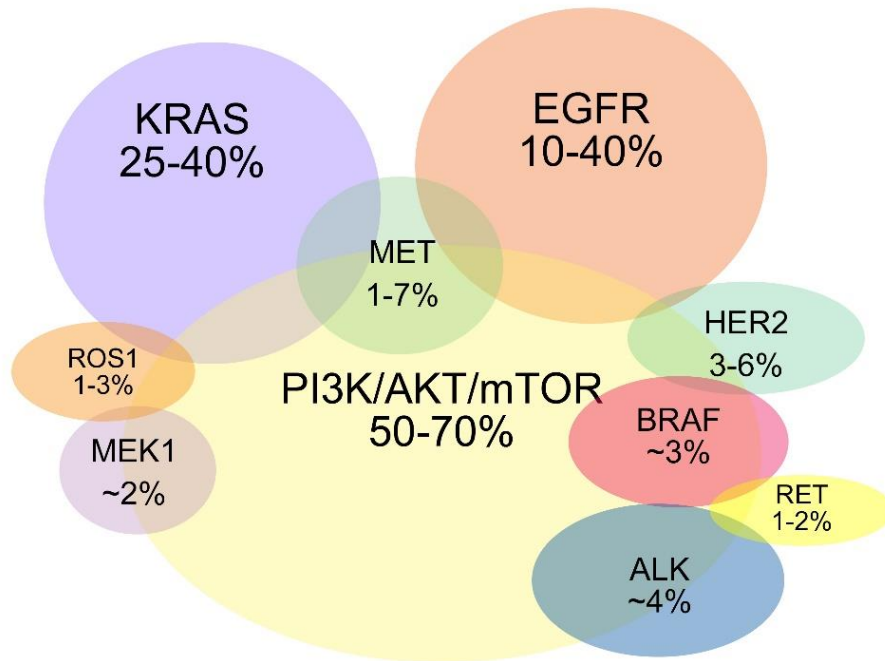 KRAS
25-40%
EGFR
10-40%
MET
1-7%
HER2
3-6%
ROS1
1-3%
PI3K/AKT/mTOR
50-70%
BRAF
~3%
MEK1
~2%
RET
1-2%
ALK
~4%